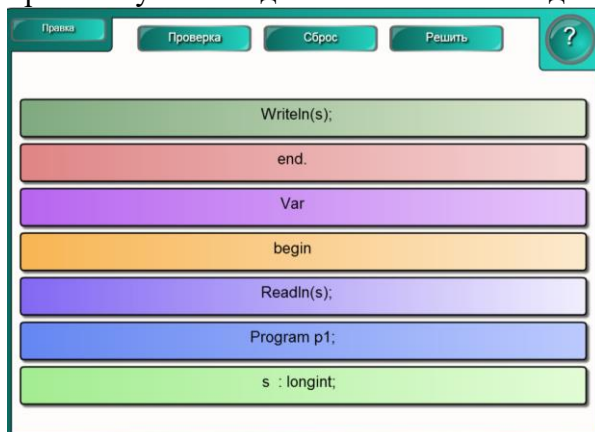 Правка
Проверка Сброс Решить ?
Writeln(s);
end.
Var
begin
Readln(s);
Program p1;
s : longint;